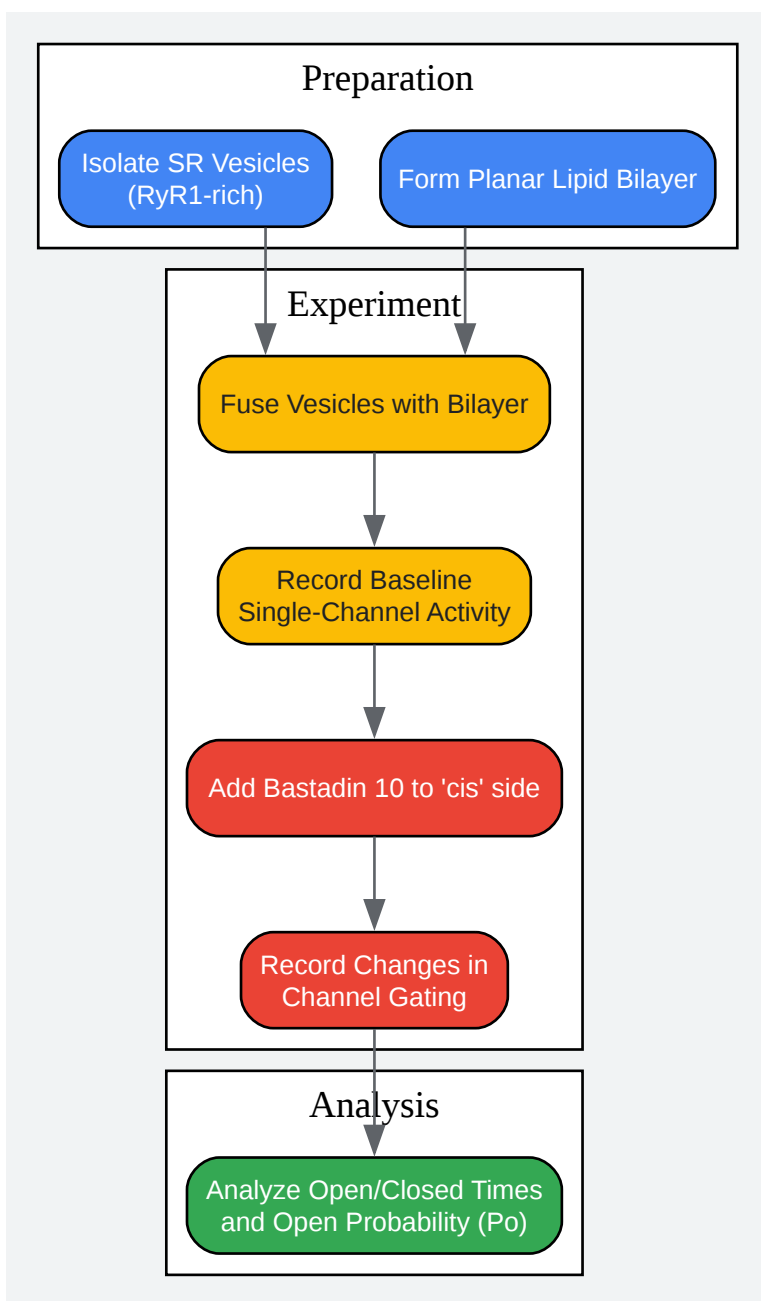 Preparation
Isolate SR Vesicles
(RyR1-rich)
Form Planar Lipid Bilayer
Experiment
Fuse Vesicles with Bilayer
Record Baseline
Single-Channel Activity
Add Bastadin 10 to 'cis' side
Record Changes in
Channel Gating
Analysis
Analyze Open/Closed Times
and Open Probability (Po)